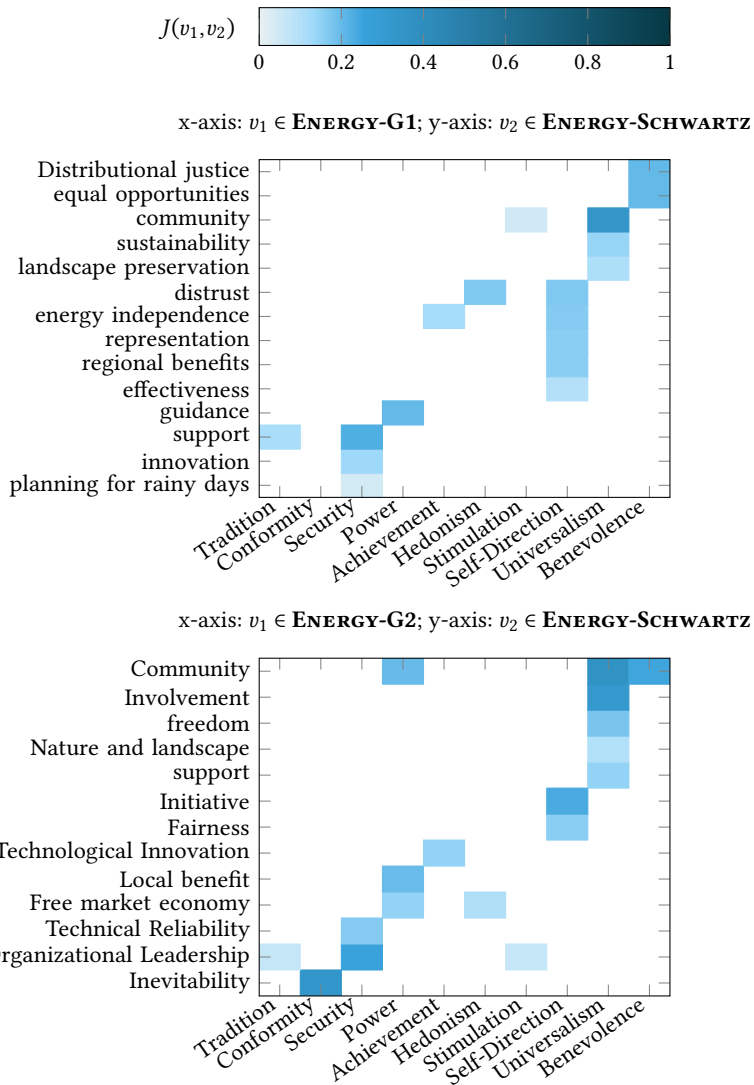 J(v₁,v₂)
0 0.2 0.4 0.6 0.8 1
x-axis: v₁ ∈ ENERGY-G1; y-axis: v₂ ∈ ENERGY-SCHWARTZ
Distributional justice
equal opportunities
community
sustainability
landscape preservation
distrust
energy independence
representation
regional benefits
effectiveness
guidance
support
innovation
planning for rainy days
Tradition
Conformity
Security
Power
Achievement
Hedonism
Stimulation
Self-Direction
Universalism
Benevolence
x-axis: v₁ ∈ ENERGY-G2; y-axis: v₂ ∈ ENERGY-SCHWARTZ
Community
Involvement
freedom
Nature and landscape
support
Initiative
Fairness
Technological Innovation
Local benefit
Free market economy
Technical Reliability
Organizational Leadership
Inevitability
Tradition
Conformity
Security
Power
Achievement
Hedonism
Stimulation
Self-Direction
Universalism
Benevolence